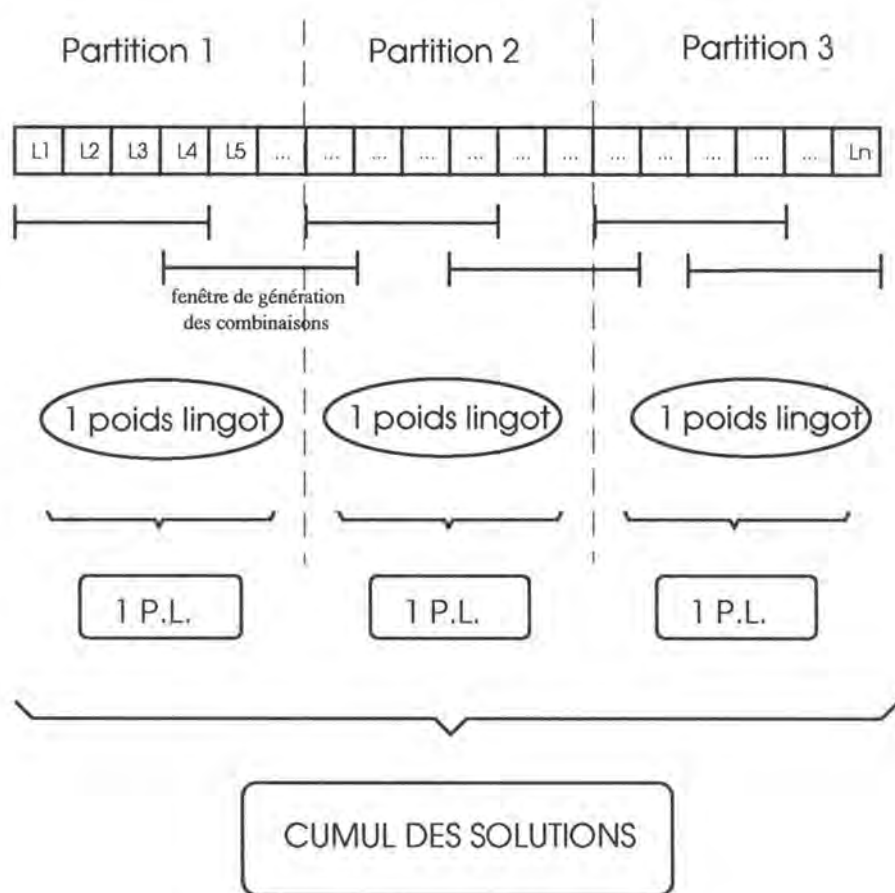 Partition 1 Partition 2 Partition 3
L1 L2 L3 L4 L5 ... ... ... ... ... ... ... ... ... ... ... ... Ln
fenêtre de génération
des combinaisons
1 poids lingot 1 poids lingot 1 poids lingot
1 P.L. 1 P.L. 1 P.L.
CUMUL DES SOLUTIONS